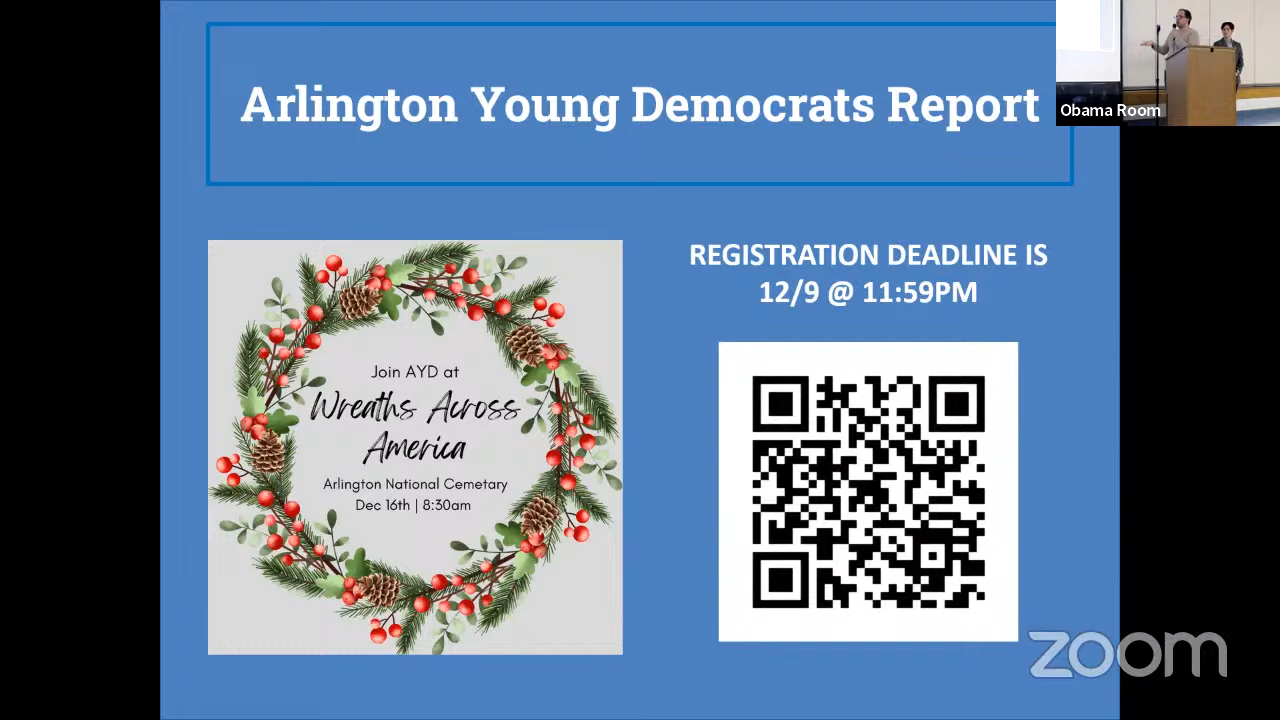 Arlington Young Democrats Report
Obama Room
Join AYD at
Wreaths Across
America
Arlington National Cemetary
Dec 16th | 8:30am
REGISTRATION DEADLINE IS
12/9 @ 11:59PM
zoom